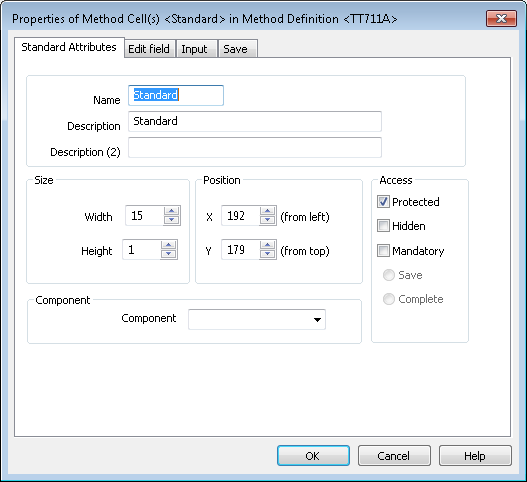 Properties of Method Cell(s) <Standard> in Method Definition <TT711A>
Standard Attributes Edit field Input Save
Name Standard
Description Standard
Description (2)
Size
Width 15
Height 1
Position
X 192 (from left)
Y 179 (from top)
Access
Protected
Hidden
Mandatory
Save
Complete
Component
Component
OK Cancel Help